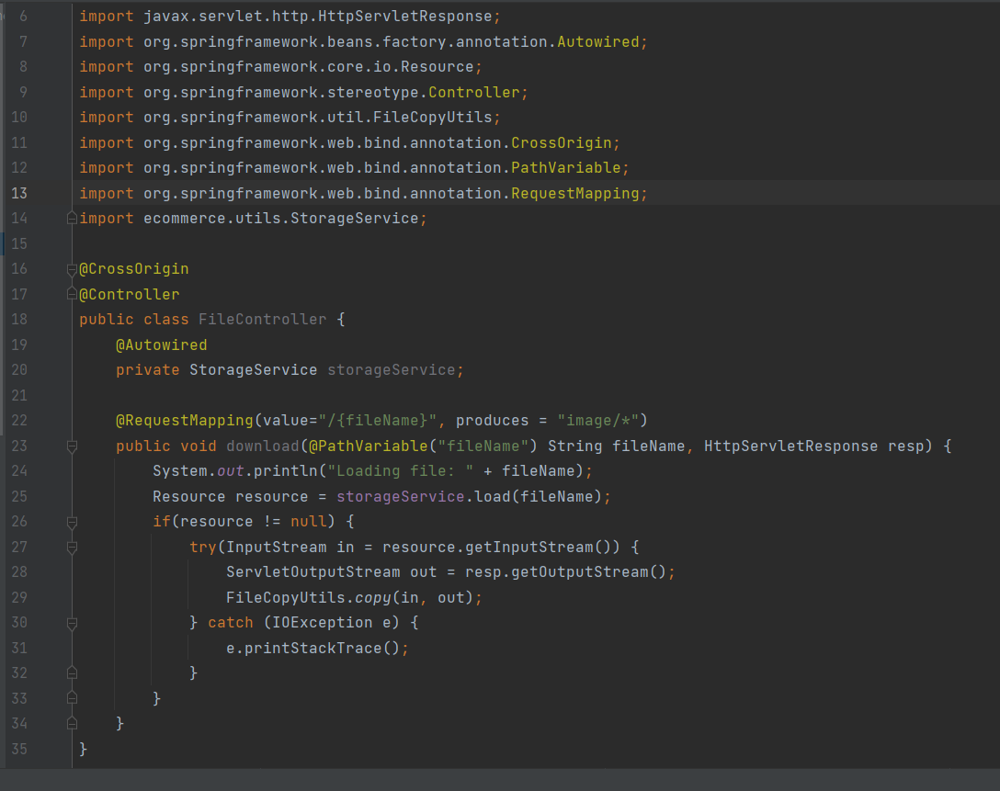 6 import javax.servlet.http.HttpServletResponse;
7 import org.springframework.beans.factory.annotation.Autowired;
8 import org.springframework.core.io.Resource;
9 import org.springframework.stereotype.Controller;
10 import org.springframework.util.FileCopyUtils;
11 import org.springframework.web.bind.annotation.CrossOrigin;
12 import org.springframework.web.bind.annotation.PathVariable;
13 import org.springframework.web.bind.annotation.RequestMapping;
14 import ecommerce.utils.StorageService;
15
16 @CrossOrigin
17 @Controller
18 public class FileController {
19     @Autowired
20     private StorageService storageService;
21
22     @RequestMapping(value="/{fileName}", produces = "image/*")
23     public void download(@PathVariable("fileName") String fileName, HttpServletResponse resp) {
24         System.out.println("Loading file: " + fileName);
25         Resource resource = storageService.load(fileName);
26         if(resource != null) {
27             try(InputStream in = resource.getInputStream()) {
28                 ServletOutputStream out = resp.getOutputStream();
29                 FileCopyUtils.copy(in, out);
30             } catch (IOException e) {
31                 e.printStackTrace();
32             }
33         }
34     }
35 }